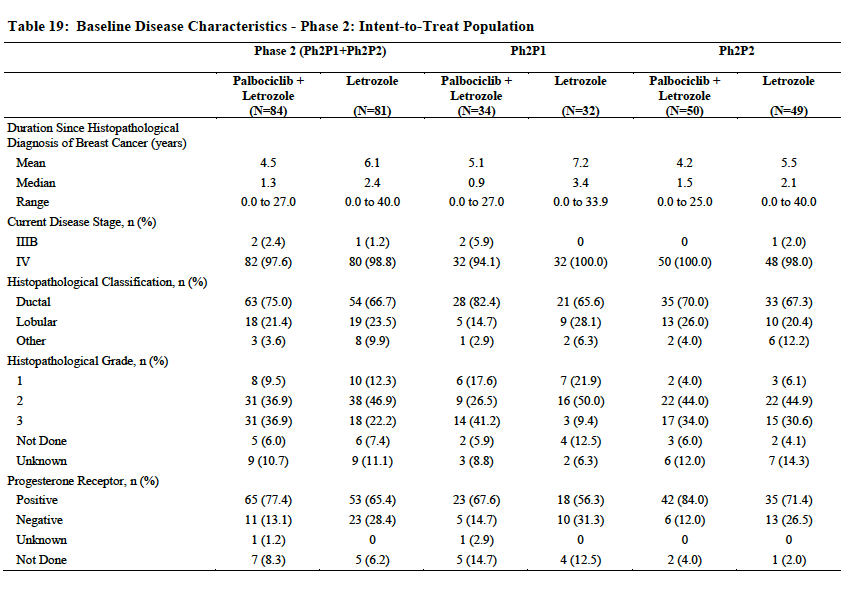 Table 19: Baseline Disease Characteristics - Phase 2: Intent-to-Treat Population
Phase 2 (Ph2P1+Ph2P2) Ph2P1 Ph2P2
Palbociclib + Letrozole Palbociclib + Letrozole Palbociclib + Letrozole
Letrozole Letrozole Letrozole
(N=84) (N=81) (N=34) (N=32) (N=50) (N=49)
Duration Since Histopathological
Diagnosis of Breast Cancer (years)
Mean 4.5 6.1 5.1 7.2 4.2 5.5
Median 1.3 2.4 0.9 3.4 1.5 2.1
Range 0.0 to 27.0 0.0 to 40.0 0.0 to 27.0 0.0 to 33.9 0.0 to 25.0 0.0 to 40.0
Current Disease Stage, n (%)
IIIB 2 (2.4) 1 (1.2) 2 (5.9) 0 0 1 (2.0)
IV 82 (97.6) 80 (98.8) 32 (94.1) 32 (100.0) 50 (100.0) 48 (98.0)
Histopathological Classification, n (%)
Ductal 63 (75.0) 54 (66.7) 28 (82.4) 21 (65.6) 35 (70.0) 33 (67.3)
Lobular 18 (21.4) 19 (23.5) 5 (14.7) 9 (28.1) 13 (26.0) 10 (20.4)
Other 3 (3.6) 8 (9.9) 1 (2.9) 2 (6.3) 2 (4.0) 6 (12.2)
Histopathological Grade, n (%)
1 8 (9.5) 10 (12.3) 6 (17.6) 7 (21.9) 2 (4.0) 3 (6.1)
2 31 (36.9) 38 (46.9) 9 (26.5) 16 (50.0) 22 (44.0) 22 (44.9)
3 31 (36.9) 18 (22.2) 14 (41.2) 3 (9.4) 17 (34.0) 15 (30.6)
Not Done 5 (6.0) 6 (7.4) 2 (5.9) 4 (12.5) 3 (6.0) 2 (4.1)
Unknown 9 (10.7) 9 (11.1) 3 (8.8) 2 (6.3) 6 (12.0) 7 (14.3)
Progesterone Receptor, n (%)
Positive 65 (77.4) 53 (65.4) 23 (67.6) 18 (56.3) 42 (84.0) 35 (71.4)
Negative 11 (13.1) 23 (28.4) 5 (14.7) 10 (31.3) 6 (12.0) 13 (26.5)
Unknown 1 (1.2) 0 1 (2.9) 0 0 0
Not Done 7 (8.3) 5 (6.2) 5 (14.7) 4 (12.5) 2 (4.0) 1 (2.0)